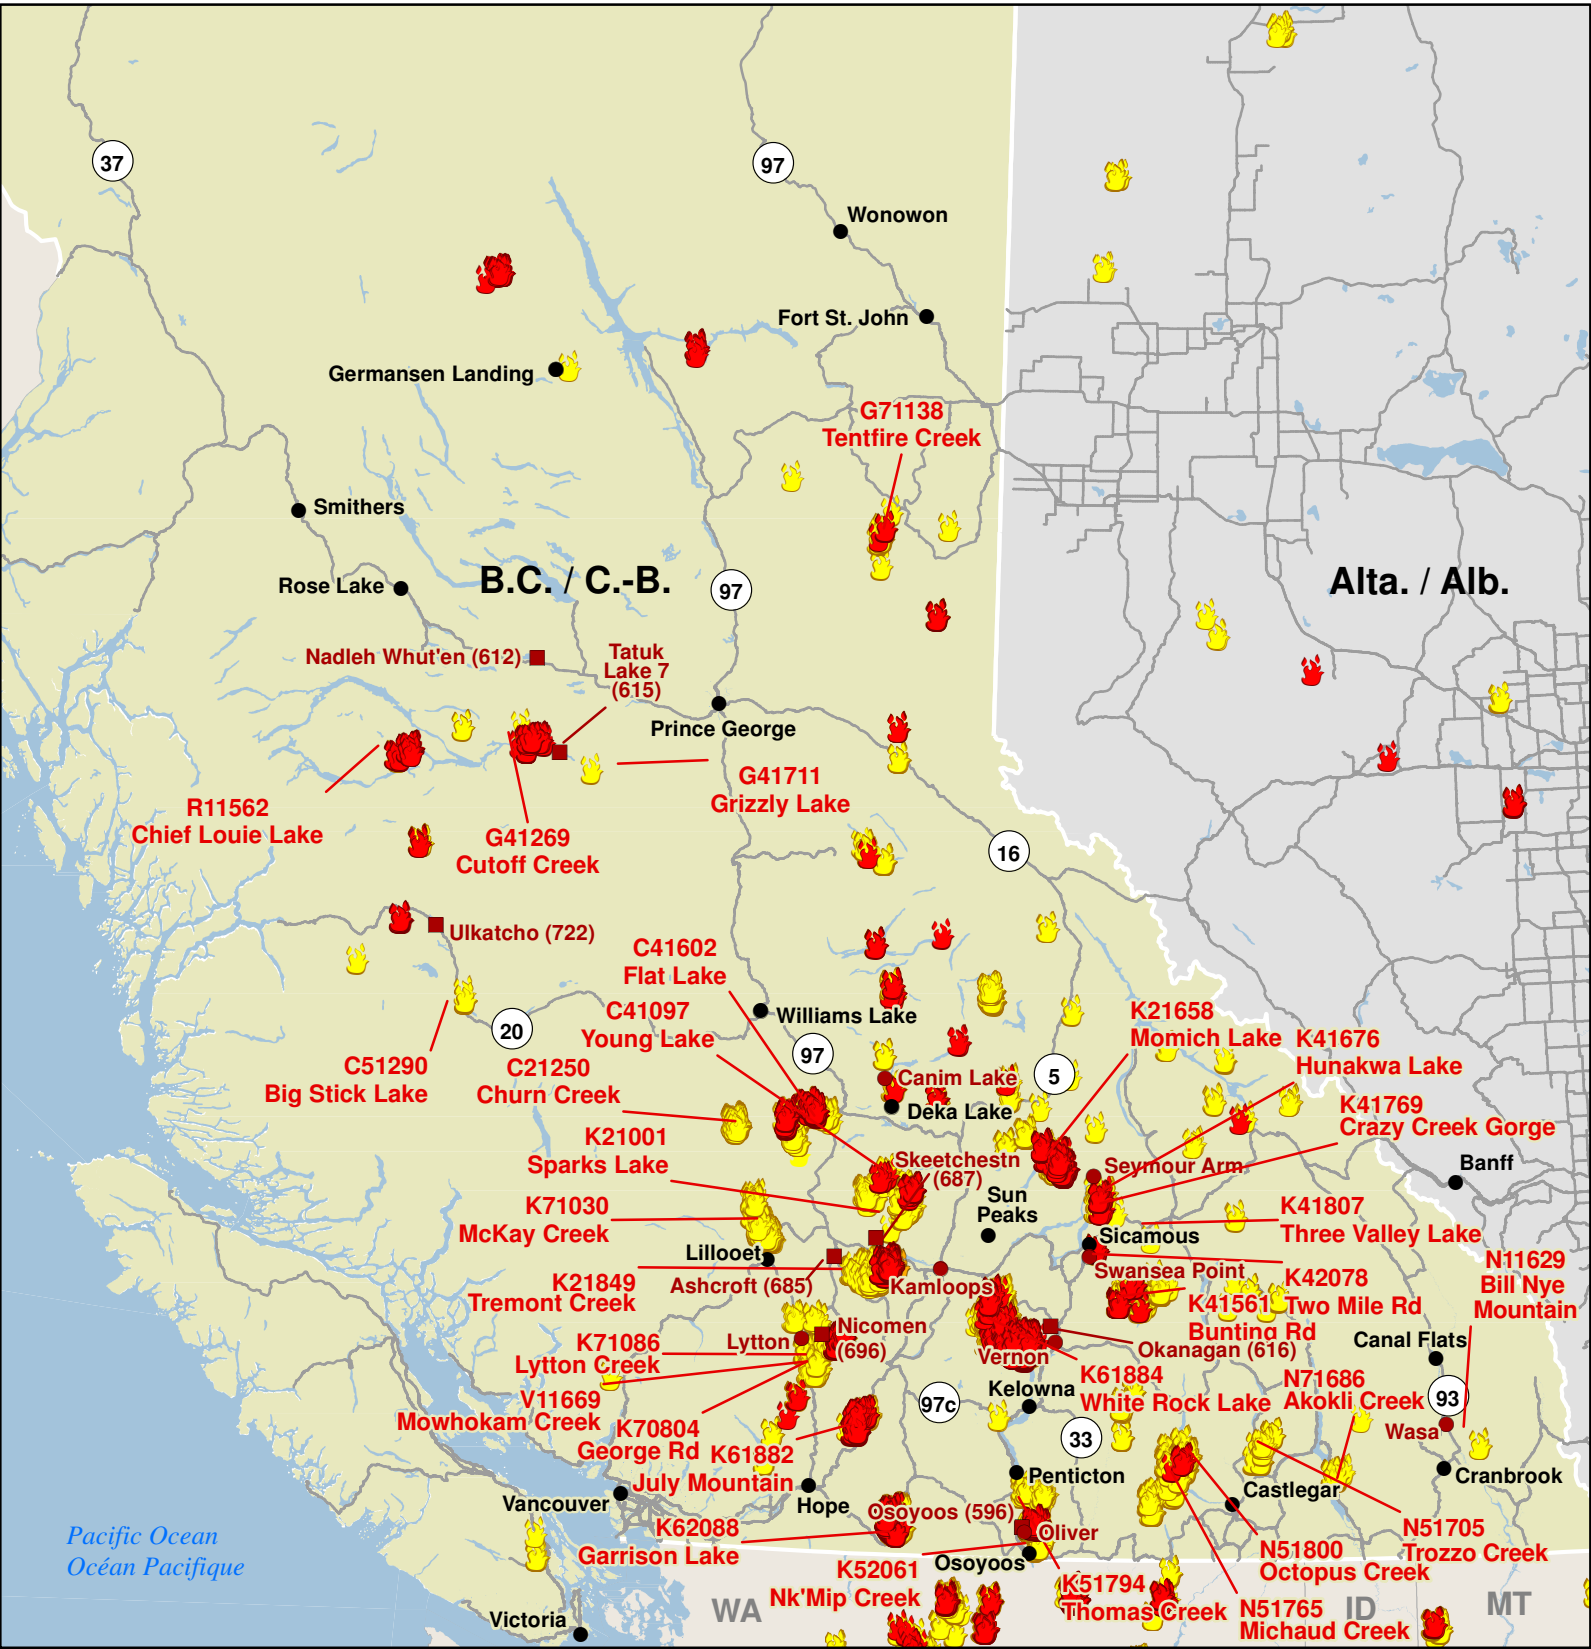 37
97
Wonowon
Fort St. John
Germansen Landing
G71138
Tentfire Creek
Smithers
Rose Lake
B.C. / C.-B.
97
Alta. / Alb.
Nadleh Whut'en (612)
Tatuk
Lake 7
(615)
Prince George
G41711
Grizzly Lake
R11562
Chief Louie Lake
G41269
Cutoff Creek
16
Ulkatcho (722)
C41602
Flat Lake
C41097
Young Lake
Williams Lake
20
97
C51290
Big Stick Lake
C21250
Churn Creek
K21658
Momich Lake
K41676
Hunakwa Lake
5
Canim Lake
Deka Lake
K41769
Crazy Creek Gorge
K21001
Sparks Lake
Skeetchestn
(687)
Seymour Arm
Banff
K71030
McKay Creek
Sun
Peaks
K41807
Three Valley Lake
Lillooet
Sicamous
Swansea Point
N11629
Bill Nye
Mountain
K21849
Tremont Creek
Ashcroft (685)
Kamloops
K42078
Two Mile Rd
K41561
Bunting Rd
K71086
Lytton Creek
Lytton
Nicomen
(696)
Vernon
Okanagan (616)
Canal Flats
K61884
White Rock Lake
N71686
Akokli Creek
V11669
Mowhokam Creek
97c
Kelowna
93
Wasa
K70804
George Rd
K61882
July Mountain
33
Penticton
Cranbrook
Castlegar
Vancouver
Hope
Osoyoos (596)
Oliver
K62088
Garrison Lake
N51705
Trozzo Creek
Pacific Ocean
Océan Pacifique
K52061
Nk'Mip Creek
Osoyoos
N51800
Octopus Creek
K51794
Thomas Creek
N51765
Michaud Creek
WA
ID
MT
Victoria